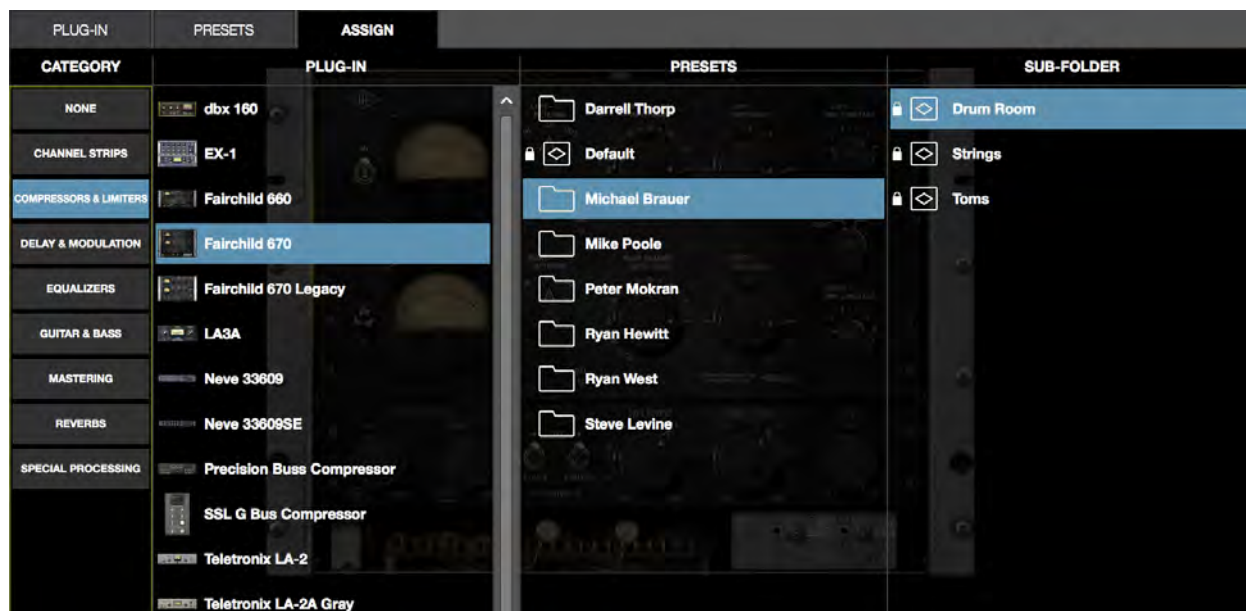 PLUG-IN PRESETS ASSIGN
CATEGORY PLUG-IN PRESETS SUB-FOLDER
NONE dbx 160 Darrell Thorp Drum Room
CHANNEL STRIPS EX-1 Default Strings
COMPRESSORS & LIMITERS Fairchild 660 Michael Brauer Toms
DELAY & MODULATION Fairchild 670 Mike Poole
EQUALIZERS Fairchild 670 Legacy Peter Mokran
GUITAR & BASS LA3A Ryan Hewitt
MASTERING Neve 33609 Ryan West
REVERBS Neve 33609SE Steve Levine
SPECIAL PROCESSING Precision Buss Compressor
SSL G Bus Compressor
Teletronix LA-2
Teletronix LA-2A Gray